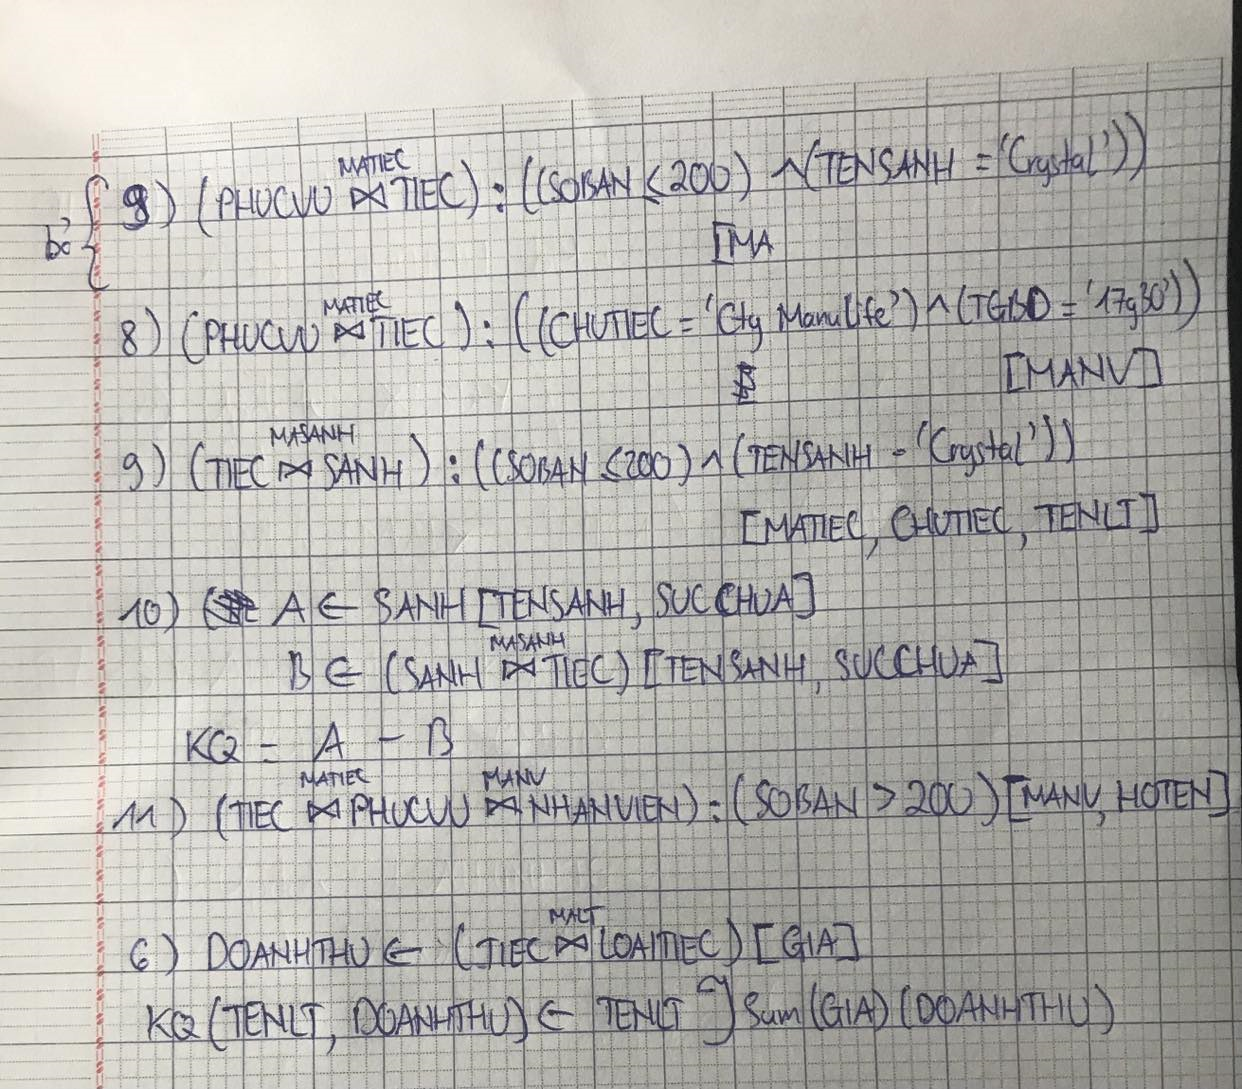 bỏ { 9) (PHUCVU ⋈ TIEC) : ((SOBAN < 200) ∧ (TENSANH = 'Crystal'))
MATIEC
[MA
MATIEC
8) (PHUCVU ⋈ TIEC) : ((CHUTIEC = 'Cty Manulife') ∧ (TGBD = '17g30'))
[MANV]
MASANH
9) (TIEC ⋈ SANH) : ((SOBAN ≤ 200) ∧ (TENSANH = 'Crystal'))
[MATIEC, CHUTIEC, TENLT]
10) A ← SANH [TENSANH, SUCCHUA]
MASANH
B ← (SANH ⋈ TIEC) [TENSANH, SUCCHUA]
KQ = A - B
MATIEC MANV
11) (TIEC ⋈ PHUCVU ⋈ NHANVIEN) : (SOBAN > 200) [MANV, HOTEN]
MALT
6) DOANHTHU ← (TIEC ⋈ LOAITIEC) [GIA]
KQ (TENLT, DOANHTHU) ← TENLT ℑ Sum(GIA) (DOANHTHU)